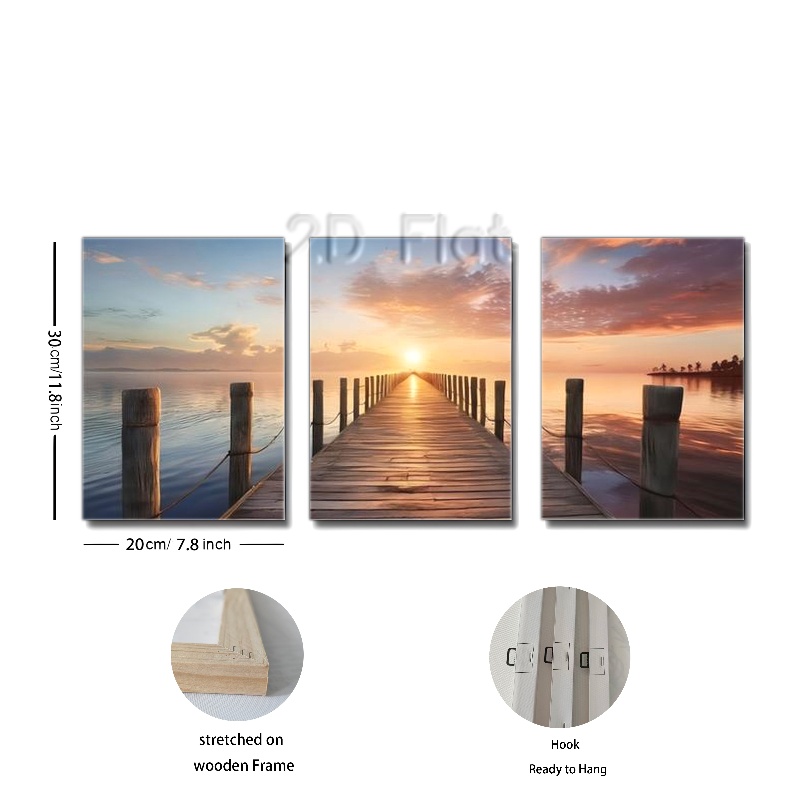 2D Flat
30cm/11.8inch
20cm/ 7.8 inch
stretched on
wooden Frame
Hook
Ready to Hang